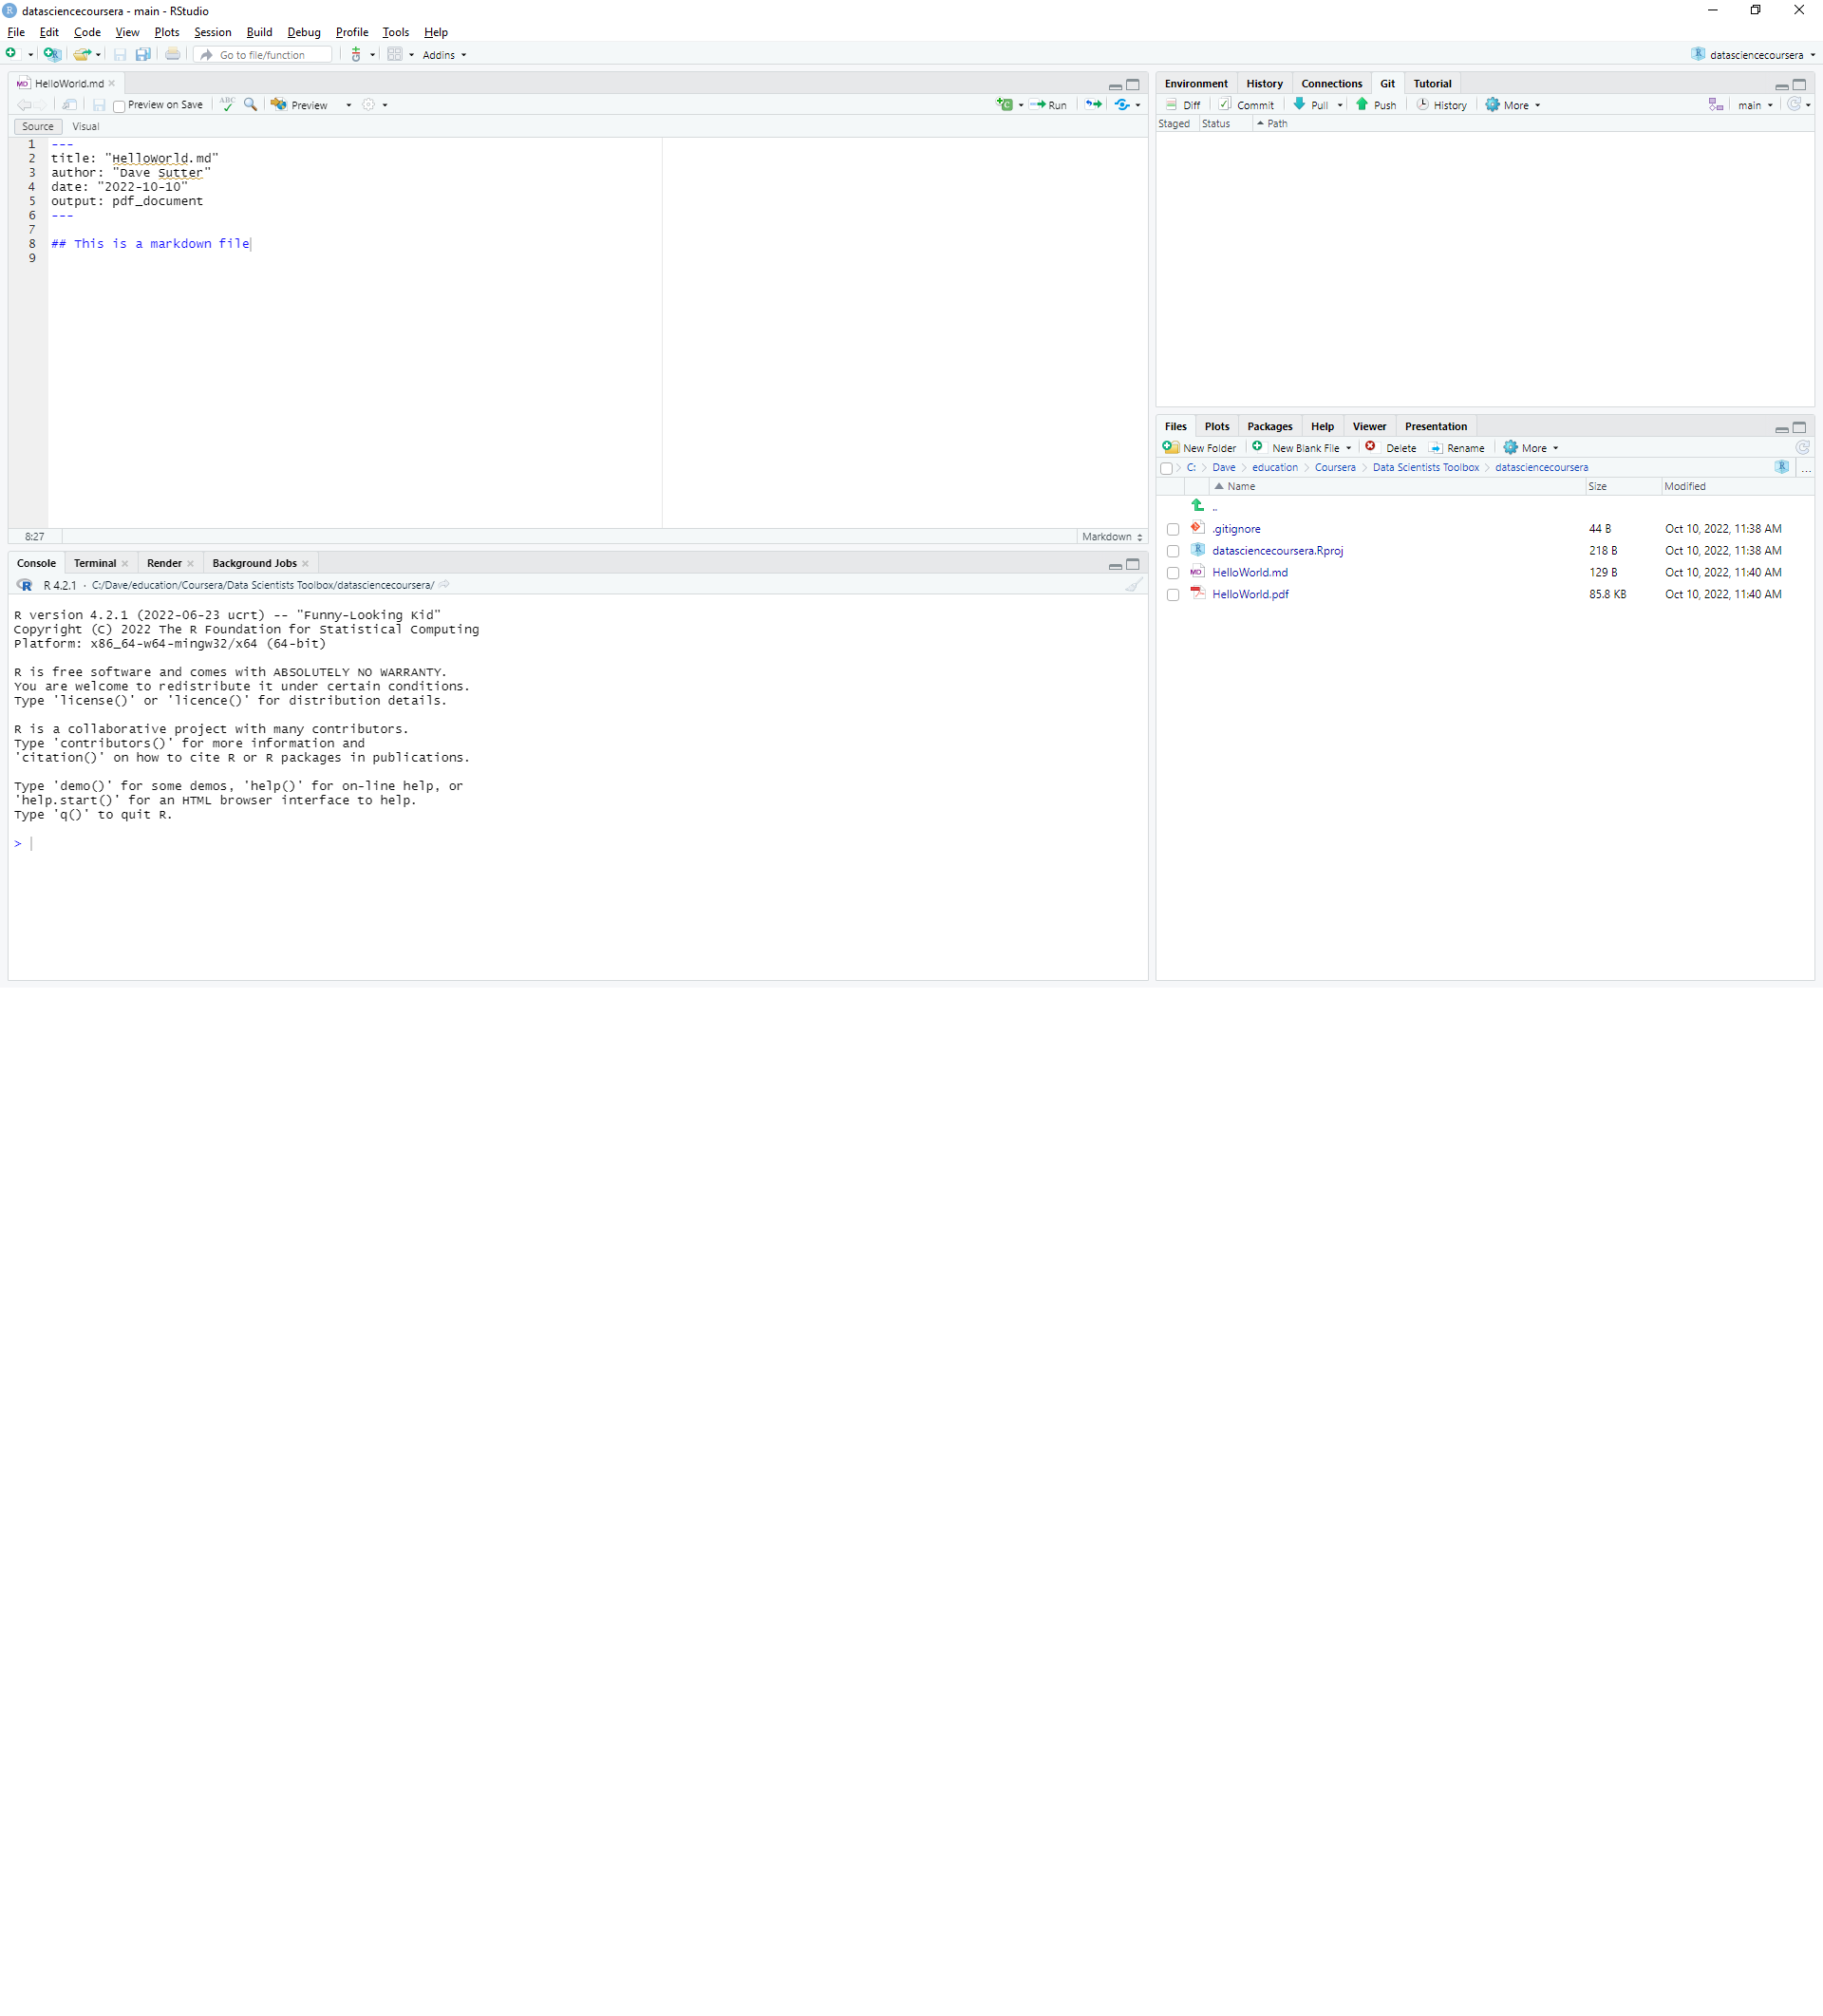 datasciencecoursera - main - RStudio
File Edit Code View Plots Session Build Debug Profile Tools Help
Go to file/function Addins datasciencecoursera
HelloWorld.md
Preview on Save ABC Preview Run
Source Visual
1 ---
2 title: "HelloWorld.md"
3 author: "Dave Sutter"
4 date: "2022-10-10"
5 output: pdf_document
6 ---
7
8 ## This is a markdown file
9
8:27 Markdown
Console Terminal Render Background Jobs
R 4.2.1 · C:/Dave/education/Coursera/Data Scientists Toolbox/datasciencecoursera/
R version 4.2.1 (2022-06-23 ucrt) -- "Funny-Looking Kid"
Copyright (C) 2022 The R Foundation for Statistical Computing
Platform: x86_64-w64-mingw32/x64 (64-bit)
R is free software and comes with ABSOLUTELY NO WARRANTY.
You are welcome to redistribute it under certain conditions.
Type 'license()' or 'licence()' for distribution details.
R is a collaborative project with many contributors.
Type 'contributors()' for more information and
'citation()' on how to cite R or R packages in publications.
Type 'demo()' for some demos, 'help()' for on-line help, or
'help.start()' for an HTML browser interface to help.
Type 'q()' to quit R.
>
Environment History Connections Git Tutorial
Diff Commit Pull Push History More main
Staged Status Path
Files Plots Packages Help Viewer Presentation
New Folder New Blank File Delete Rename More
C: Dave education Coursera Data Scientists Toolbox datasciencecoursera ...
Name Size Modified
..
.gitignore 44 B Oct 10, 2022, 11:38 AM
datasciencecoursera.Rproj 218 B Oct 10, 2022, 11:38 AM
HelloWorld.md 129 B Oct 10, 2022, 11:40 AM
HelloWorld.pdf 85.8 KB Oct 10, 2022, 11:40 AM